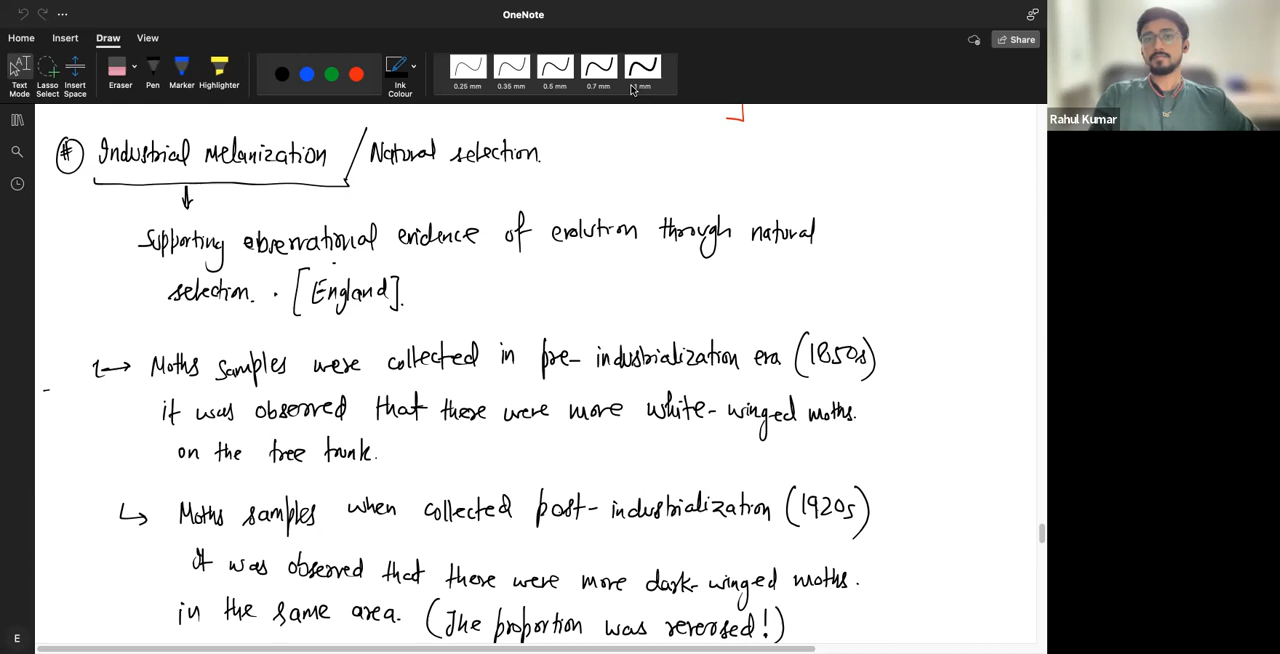 OneNote
Home Insert Draw View
Share
Text Mode
Lasso Select
Insert Space
Eraser
Pen
Marker
Highlighter
Ink Colour
0.25 mm
0.35 mm
0.5 mm
0.7 mm
mm
Rahul Kumar
# Industrial Melanization / Natural selection.
Supporting observational evidence of evolution through natural
selection. [England].
Moths samples were collected in pre-industrialization era (1850s)
it was observed that there were more white-winged moths.
on the tree trunk.
Moths samples when collected post-industrialization (1920s)
It was observed that there were more dark-winged moths.
in the same area. (The proportion was reversed!)
E